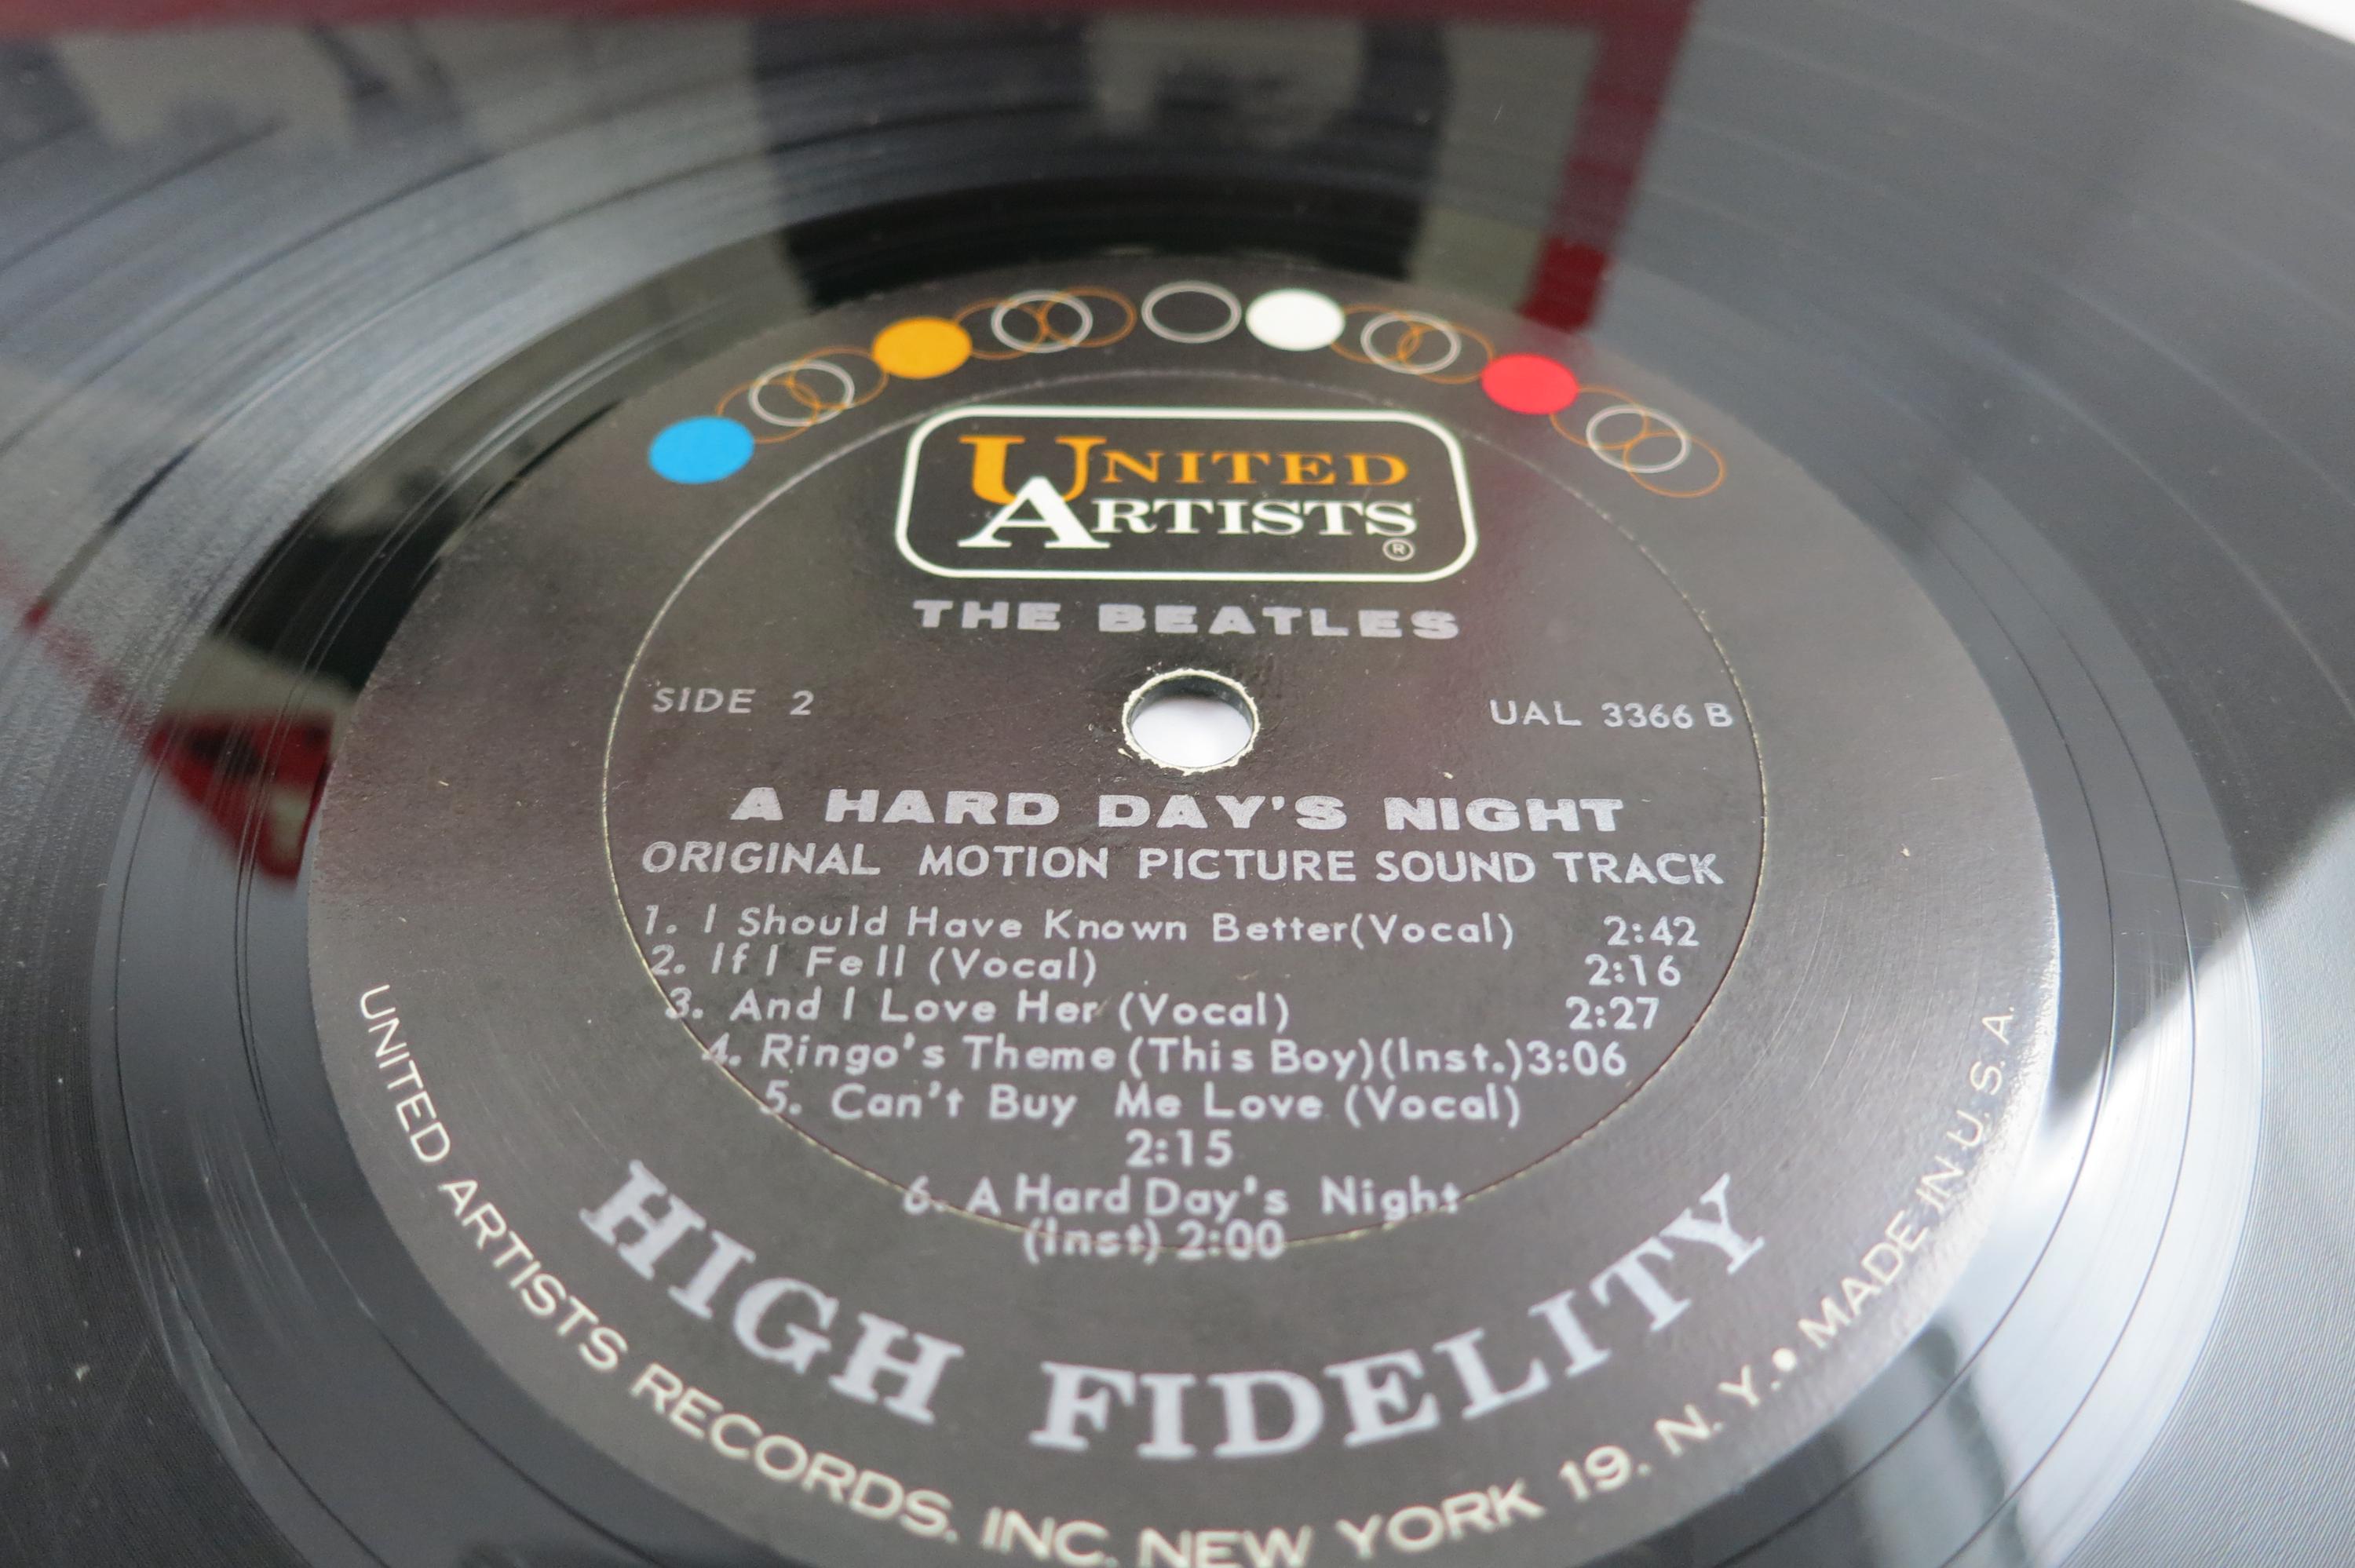 UNITED
ARTISTS
®
THE BEATLES
SIDE 2
UAL 3366 B
A HARD DAY'S NIGHT
ORIGINAL MOTION PICTURE SOUND TRACK
1. I Should Have Known Better(Vocal) 2:42
2. If I Fell (Vocal) 2:16
3. And I Love Her (Vocal) 2:27
4. Ringo's Theme (This Boy)(Inst.)3:06
5. Can't Buy Me Love (Vocal)
2:15
6. A Hard Day's Night
(Inst) 2:00
HIGH FIDELITY
UNITED ARTISTS RECORDS, INC. NEW YORK 19, N. Y. • MADE IN U. S. A.